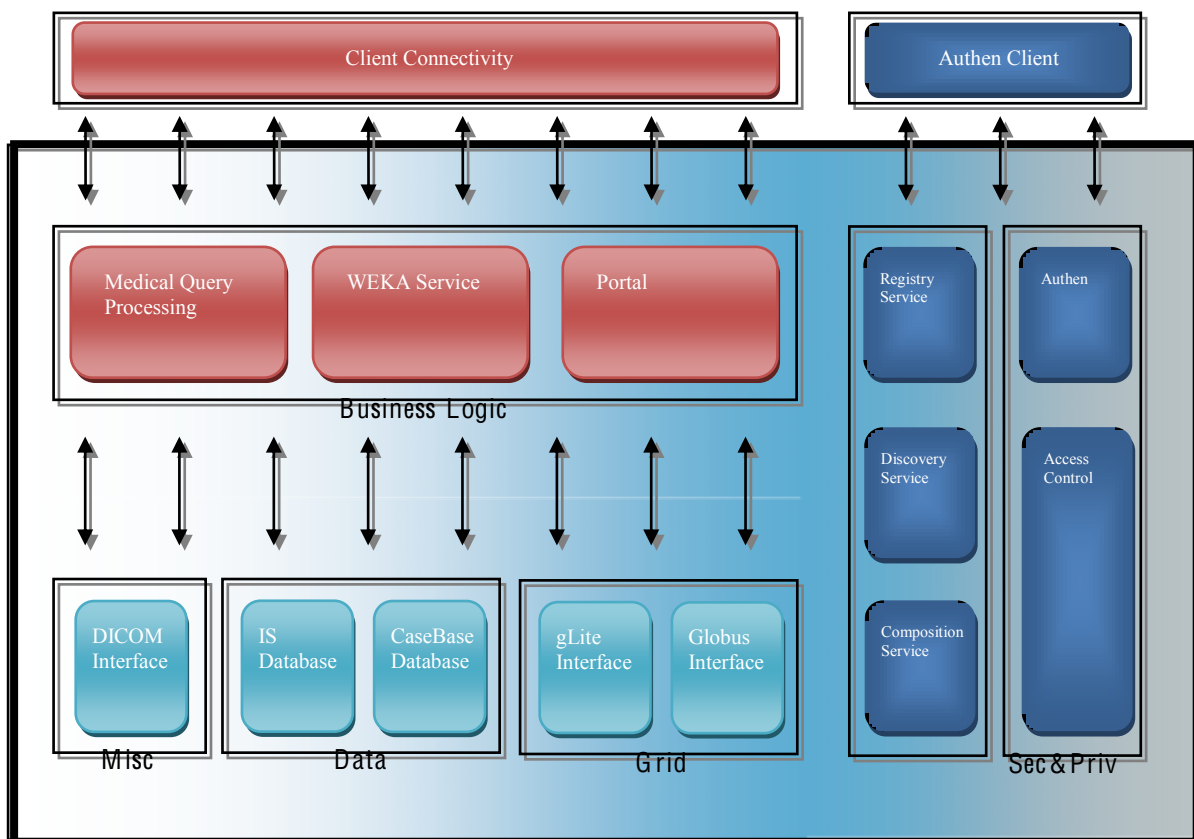 Client Connectivity
Authen Client
Medical Query
Processing
WEKA Service
Portal
Business Logic
Registry
Service
Authen
Discovery
Service
Access
Control
DICOM
Interface
IS
Database
CaseBase
Database
gLite
Interface
Globus
Interface
Composition
Service
Misc
Data
Grid
Sec&Priv